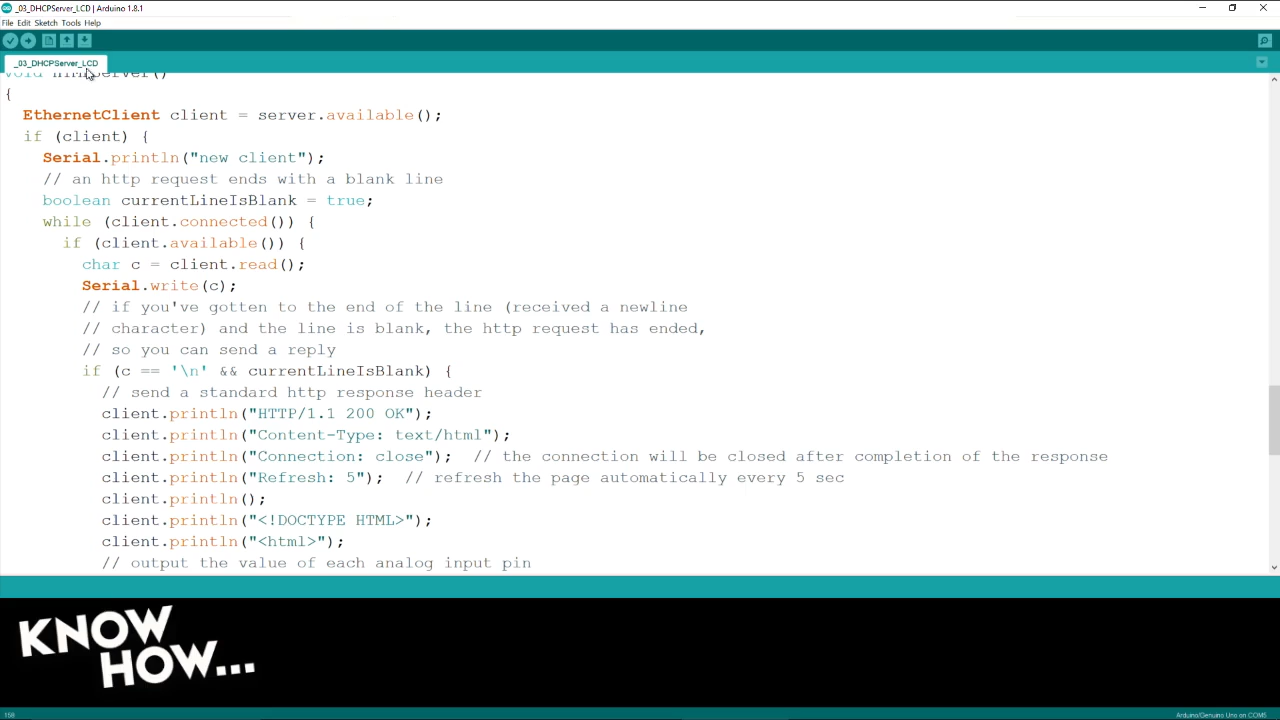 _03_DHCPServer_LCD | Arduino 1.8.1
File Edit Sketch Tools Help
_03_DHCPServer_LCD
{
EthernetClient client = server.available();
if (client) {
Serial.println("new client");
// an http request ends with a blank line
boolean currentLineIsBlank = true;
while (client.connected()) {
if (client.available()) {
char c = client.read();
Serial.write(c);
// if you've gotten to the end of the line (received a newline
// character) and the line is blank, the http request has ended,
// so you can send a reply
if (c == '\n' && currentLineIsBlank) {
// send a standard http response header
client.println("HTTP/1.1 200 OK");
client.println("Content-Type: text/html");
client.println("Connection: close");  // the connection will be closed after completion of the response
client.println("Refresh: 5");  // refresh the page automatically every 5 sec
client.println();
client.println("<!DOCTYPE HTML>");
client.println("<html>");
// output the value of each analog input pin
KNOW
HOW...
158
Arduino/Genuino Uno on COM5